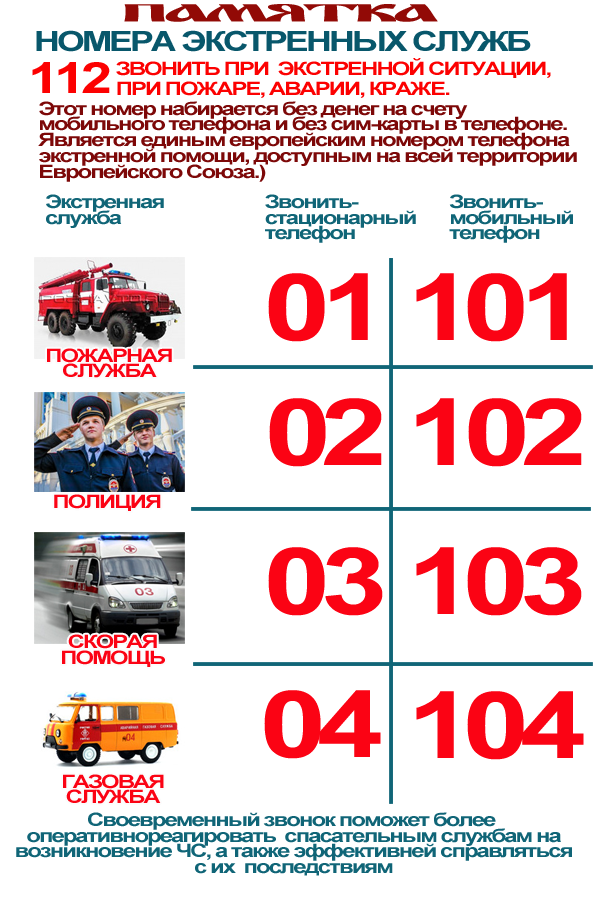 ПАМЯТКА
НОМЕРА ЭКСТРЕННЫХ СЛУЖБ
112 ЗВОНИТЬ ПРИ ЭКСТРЕННОЙ СИТУАЦИИ,
ПРИ ПОЖАРЕ, АВАРИИ, КРАЖЕ.
Этот номер набирается без денег на счету
мобильного телефона и без сим-карты в телефоне.
Является единым европейским номером телефона
экстренной помощи, доступным на всей территории
Европейского Союза.)
Экстренная
служба
Звонить-
стационарный
телефон
Звонить-
мобильный
телефон
01 101
ПОЖАРНАЯ
СЛУЖБА
02 102
ПОЛИЦИЯ
03
03 103
СКОРАЯ
ПОМОЩЬ
04
04 104
ГАЗОВАЯ
СЛУЖБА
Своевременный звонок поможет более
оперативнореагировать спасательным службам на
возникновение ЧС, а также эффективней справляться
с их последствиям